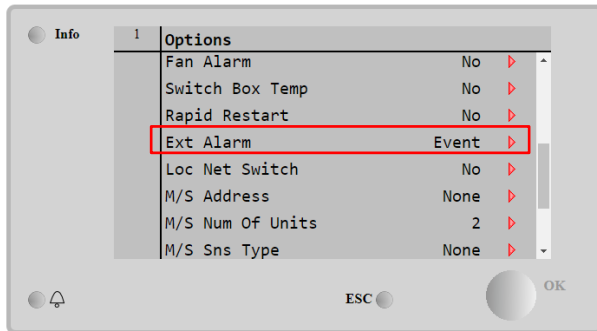 Info
1 Options
Fan Alarm No
Switch Box Temp No
Rapid Restart No
Ext Alarm Event
Loc Net Switch No
M/S Address None
M/S Num Of Units 2
M/S Sns Type None
ESC
OK